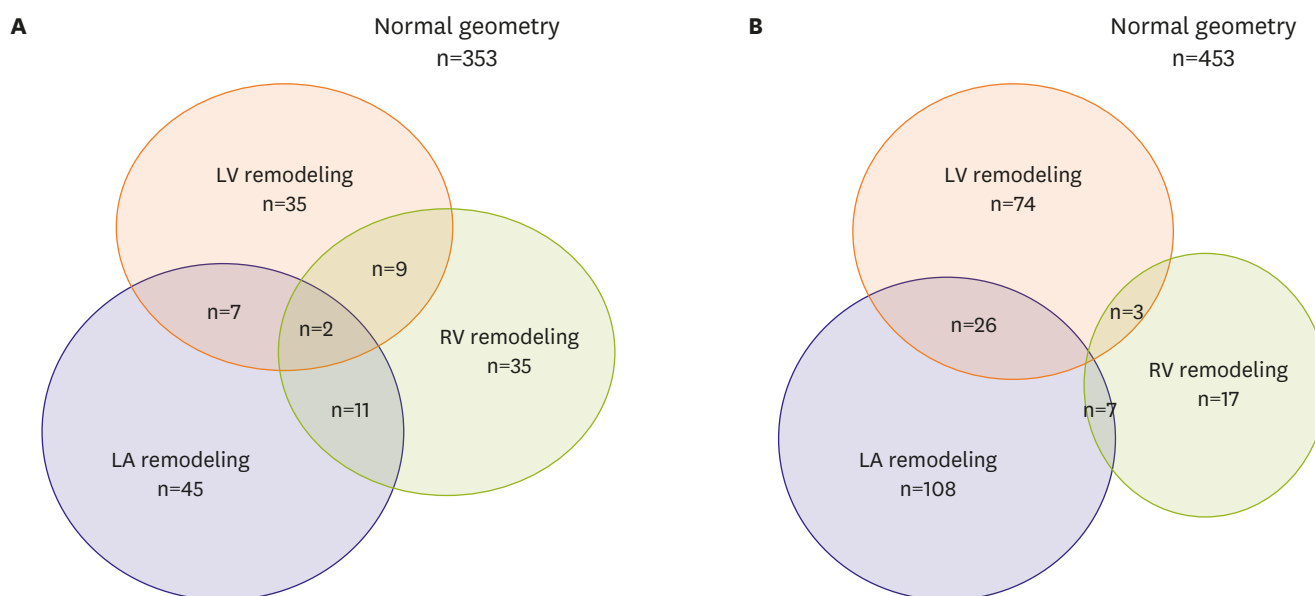 A
Normal geometry
n=353
LV remodeling
n=35
n=9
n=7
n=2
RV remodeling
n=35
n=11
LA remodeling
n=45
B
Normal geometry
n=453
LV remodeling
n=74
n=3
n=26
RV remodeling
n=17
n=7
LA remodeling
n=108